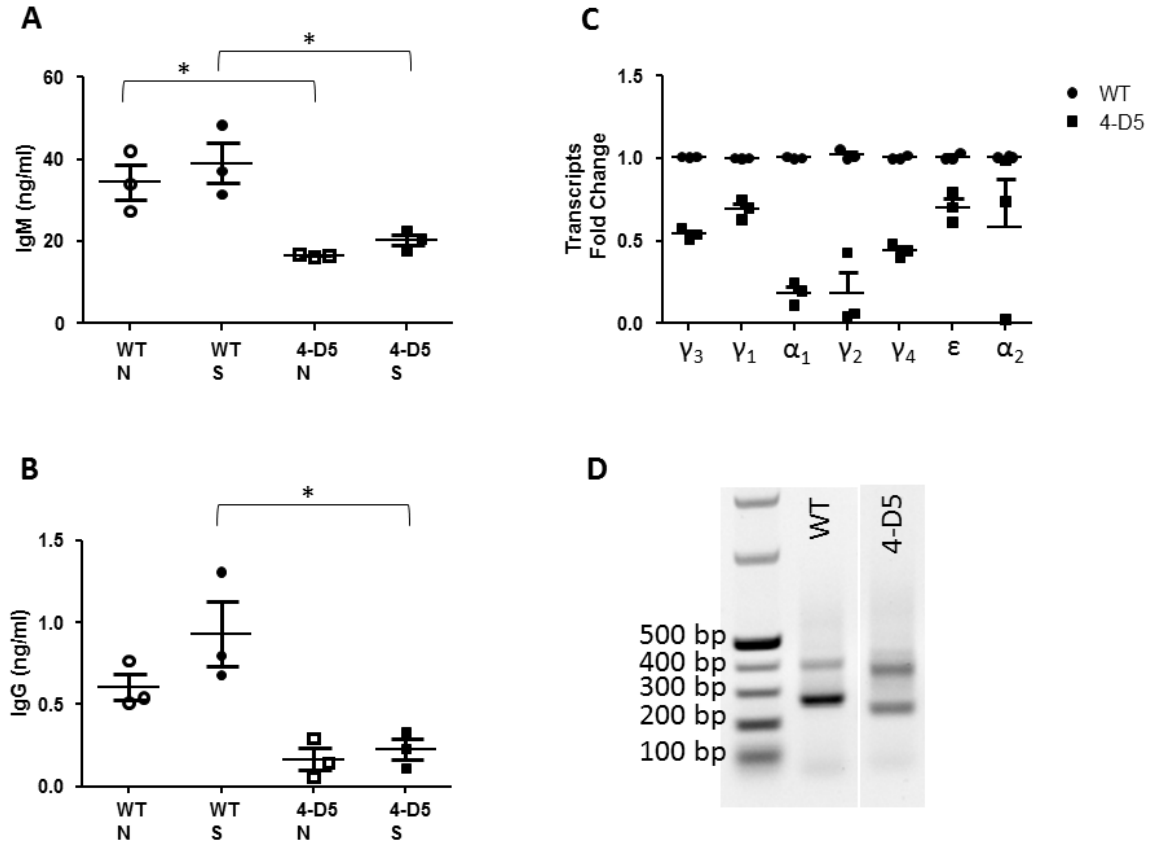 A
*
*
60
40
20
0
IgM (ng/ml)
WT
N
WT
S
4-D5
N
4-D5
S
C
1.5
1.0
0.5
0.0
Transcripts
Fold Change
γ3
γ1
α1
γ2
γ4
ε
α2
WT
4-D5
B
*
1.5
1.0
0.5
0.0
IgG (ng/ml)
WT
N
WT
S
4-D5
N
4-D5
S
D
WT
4-D5
500 bp
400 bp
300 bp
200 bp
100 bp